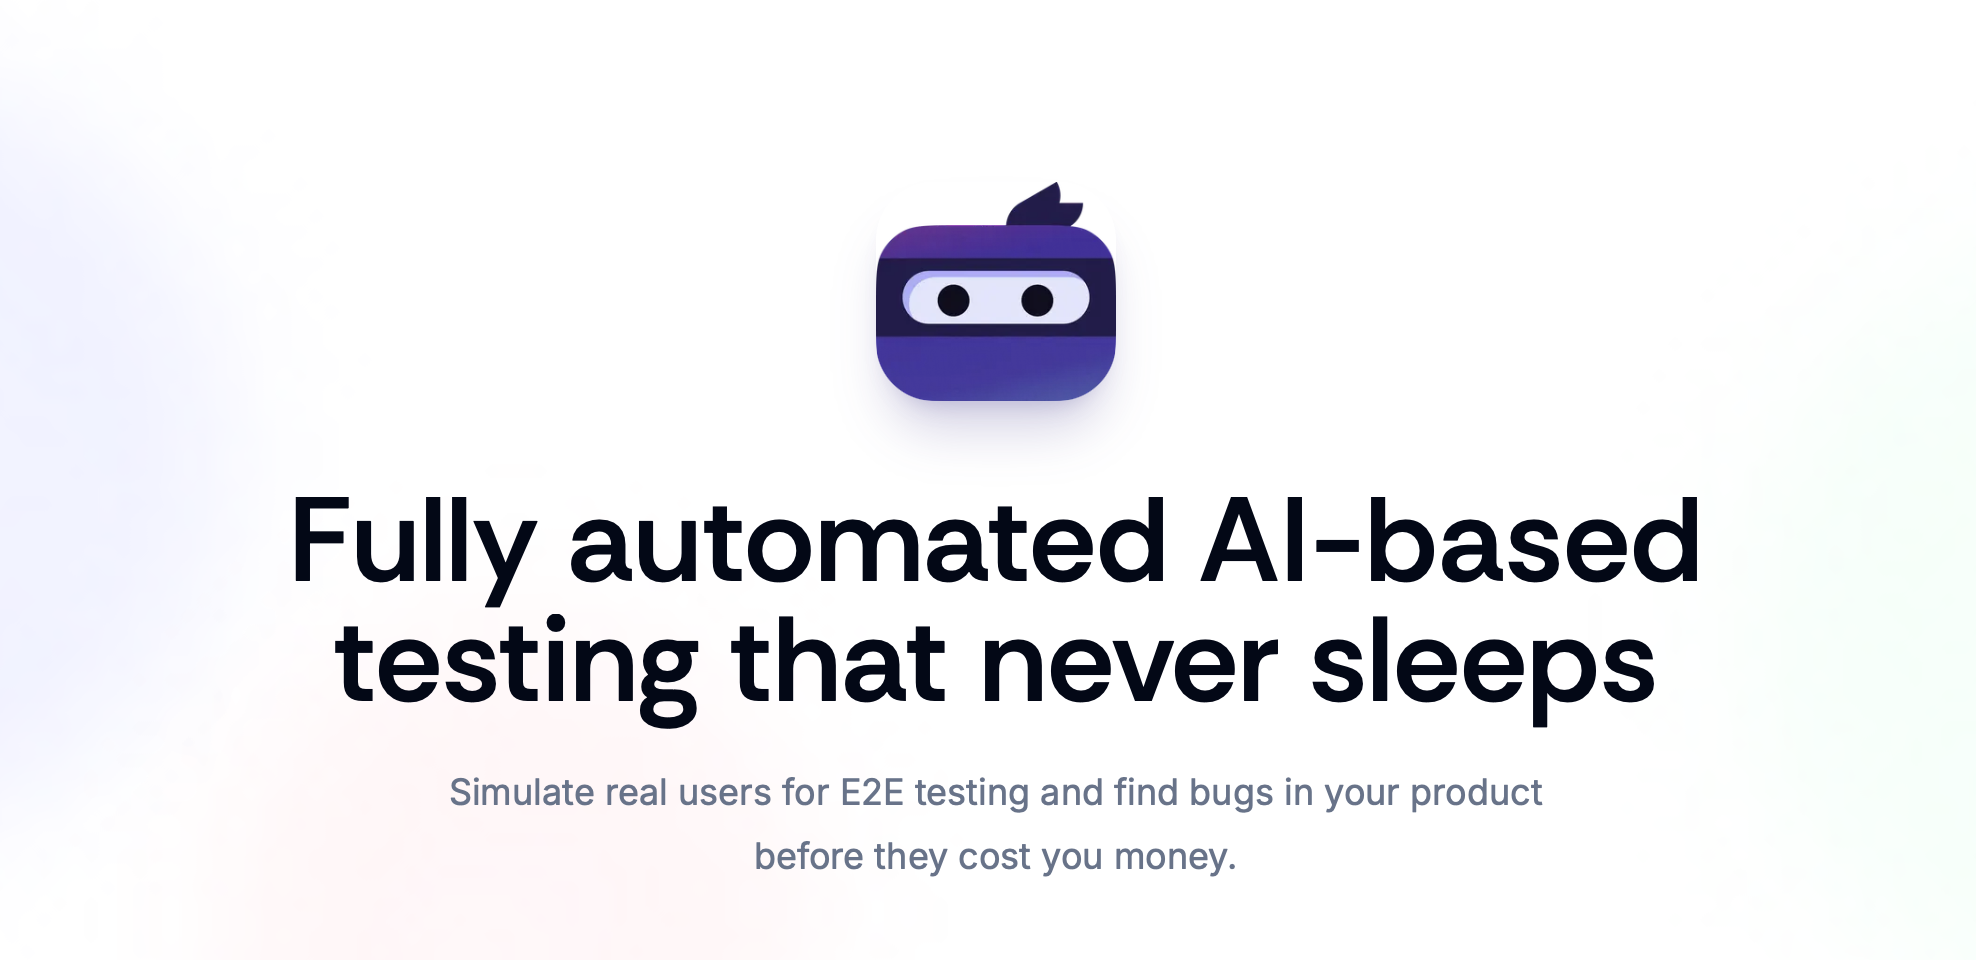 Fully automated AI-based
testing that never sleeps
Simulate real users for E2E testing and find bugs in your product
before they cost you money.